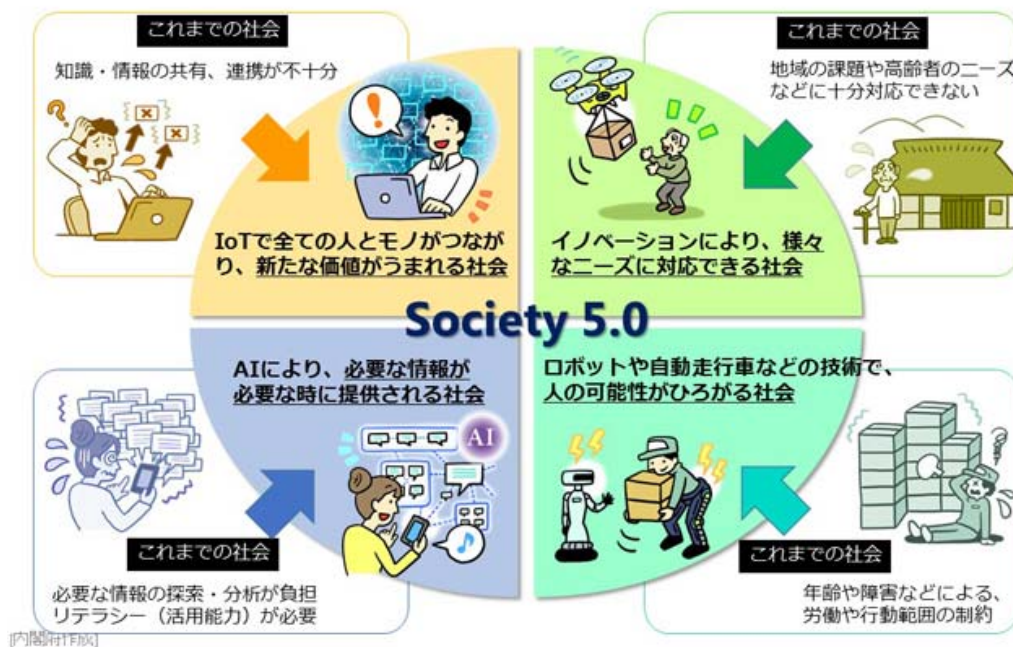 これまでの社会
知識・情報の共有、連携が不十分
IoTで全ての人とモノがつなが
り、新たな価値がうまれる社会
これまでの社会
地域の課題や高齢者のニーズ
などに十分対応できない
イノベーションにより、様々
なニーズに対応できる社会
Society 5.0
AIにより、必要な情報が
必要な時に提供される社会
AI
これまでの社会
必要な情報の探索・分析が負担
リテラシー（活用能力）が必要
ロボットや自動走行車などの技術で、
人の可能性がひろがる社会
これまでの社会
年齢や障害などによる、
労働や行動範囲の制約
[内閣府作成]